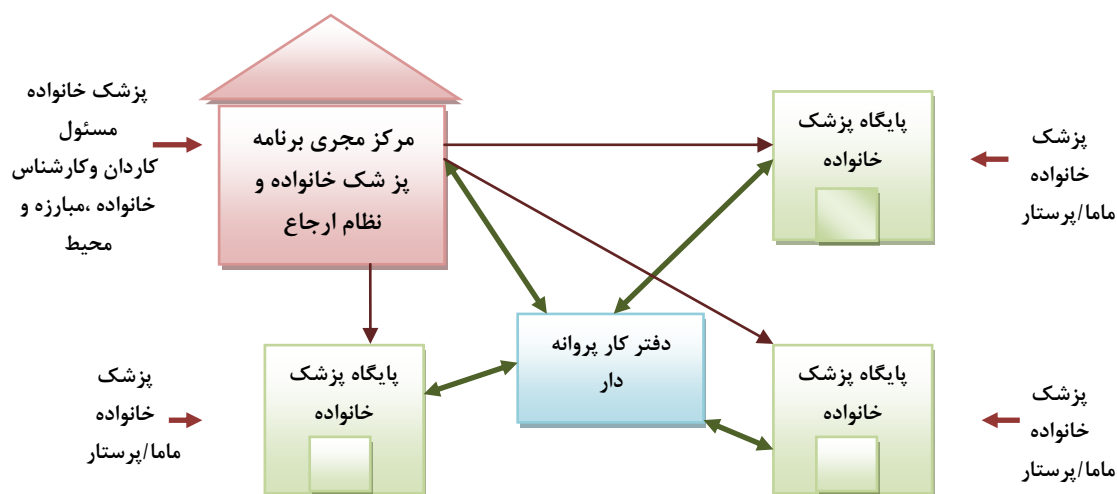 پزشک خانواده
مسئول
کاردان وکارشناس
خانواده ،مبارزه و
محیط
مرکز مجری برنامه
پز شک خانواده و
نظام ارجاع
پایگاه پزشک
خانواده
پزشک
خانواده
ماما/پرستار
دفتر کار پروانه
دار
پایگاه پزشک
خانواده
پزشک
خانواده
ماما/پرستار
پایگاه پزشک
خانواده
پزشک
خانواده
ماما/پرستار